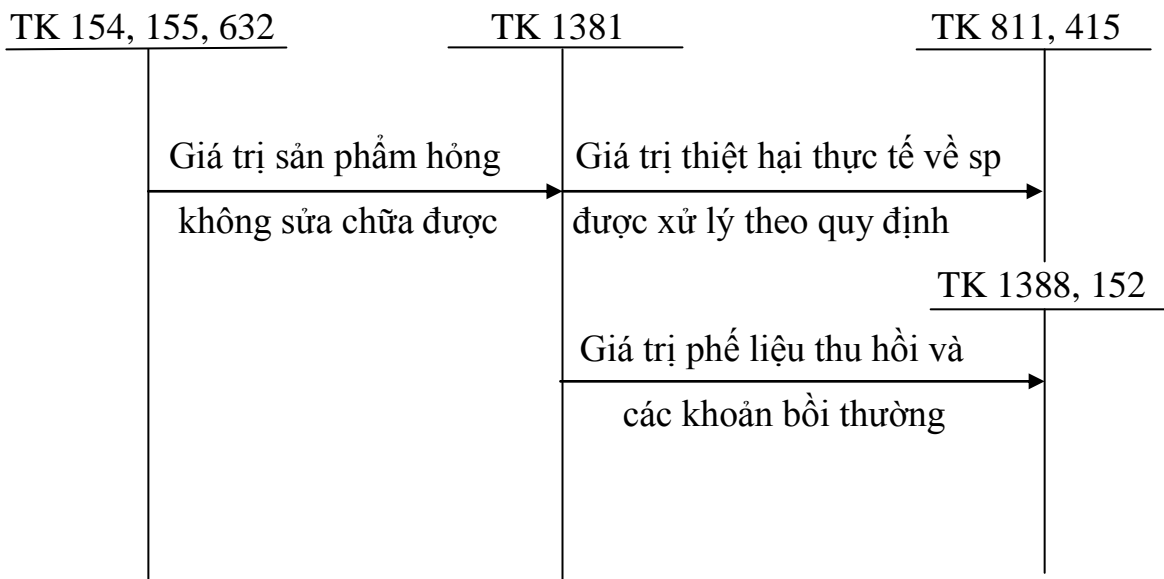 TK 154, 155, 632
TK 1381
TK 811, 415
Giá trị sản phẩm hỏng
không sửa chữa được
Giá trị thiệt hại thực tế về sp
được xử lý theo quy định
TK 1388, 152
Giá trị phế liệu thu hồi và
các khoản bồi thường